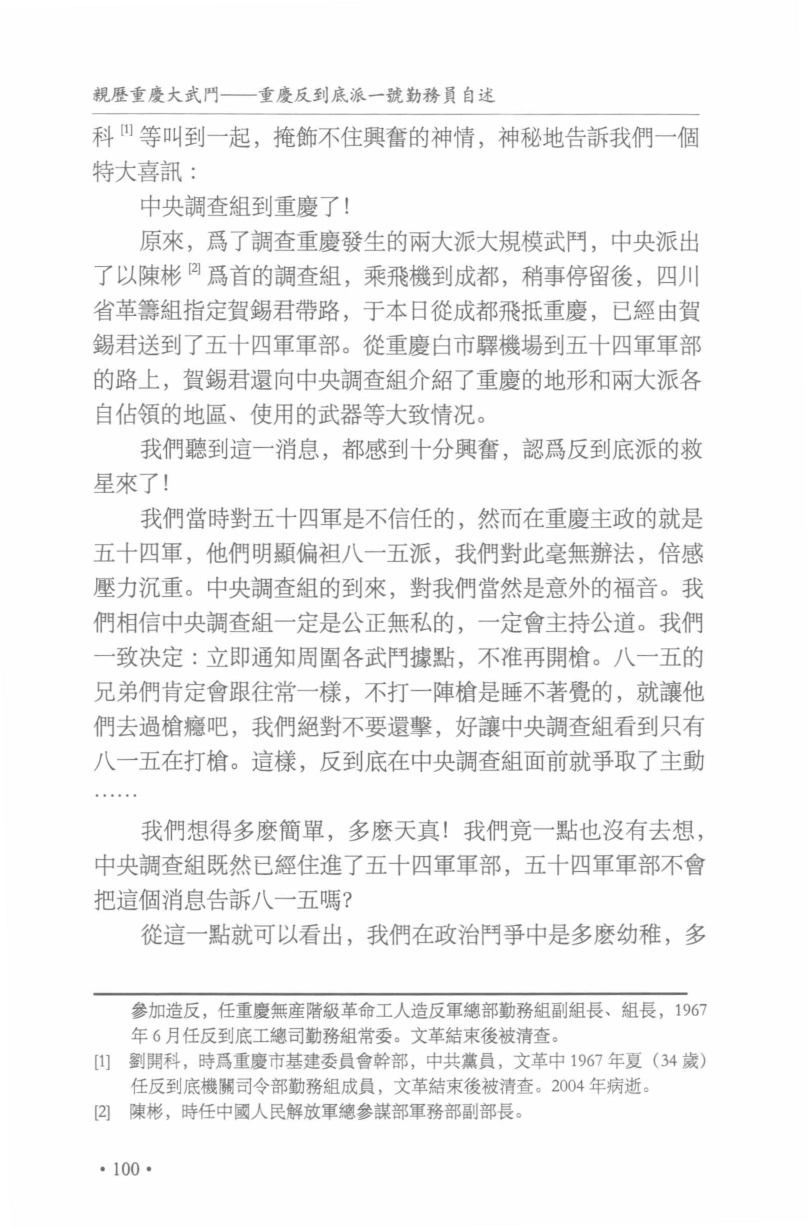 親歷重慶大武鬥——重慶反到底派一號勤務員自述
科[1]等叫到一起，掩飾不住興奮的神情，神秘地告訴我們一個
特大喜訊：
中央調查組到重慶了！
原來，爲了調查重慶發生的兩大派大規模武鬥，中央派出
了以陳彬[2]爲首的調查組，乘飛機到成都，稍事停留後，四川
省革籌組指定賀錫君帶路，于本日從成都飛抵重慶，已經由賀
錫君送到了五十四軍軍部。從重慶白市驛機場到五十四軍軍部
的路上，賀錫君還向中央調查組介紹了重慶的地形和兩大派各
自佔領的地區、使用的武器等大致情況。
我們聽到這一消息，都感到十分興奮，認爲反到底派的救
星來了！
我們當時對五十四軍是不信任的，然而在重慶主政的就是
五十四軍，他們明顯偏袒八一五派，我們對此毫無辦法，倍感
壓力沉重。中央調查組的到來，對我們當然是意外的福音。我
們相信中央調查組一定是公正無私的，一定會主持公道。我們
一致決定：立即通知周圍各武鬥據點，不准再開槍。八一五的
兄弟們肯定會跟往常一樣，不打一陣槍是睡不著覺的，就讓他
們去過槍癮吧，我們絕對不要還擊，好讓中央調查組看到只有
八一五在打槍。這樣，反到底在中央調查組面前就爭取了主動
……
我們想得多麽簡單，多麽天真！我們竟一點也沒有去想，
中央調查組既然已經住進了五十四軍軍部，五十四軍軍部不會
把這個消息告訴八一五嗎？
從這一點就可以看出，我們在政治鬥爭中是多麽幼稚，多
參加造反，任重慶無産階級革命工人造反軍總部勤務組副組長、組長，1967
年6月任反到底工總司勤務組常委。文革結束後被清查。
[1] 劉開科，時爲重慶市基建委員會幹部，中共黨員，文革中1967年夏（34歲）
任反到底機關司令部勤務組成員，文革結束後被清查。2004年病逝。
[2] 陳彬，時任中國人民解放軍總參謀部軍務部副部長。
·100·